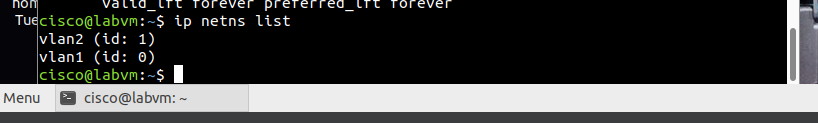 valid_lft forever preferred_lft forever
Tue
cisco@labvm:~$ ip netns list
vlan2 (id: 1)
vlan1 (id: 0)
cisco@labvm:~$
Menu
cisco@labvm: ~